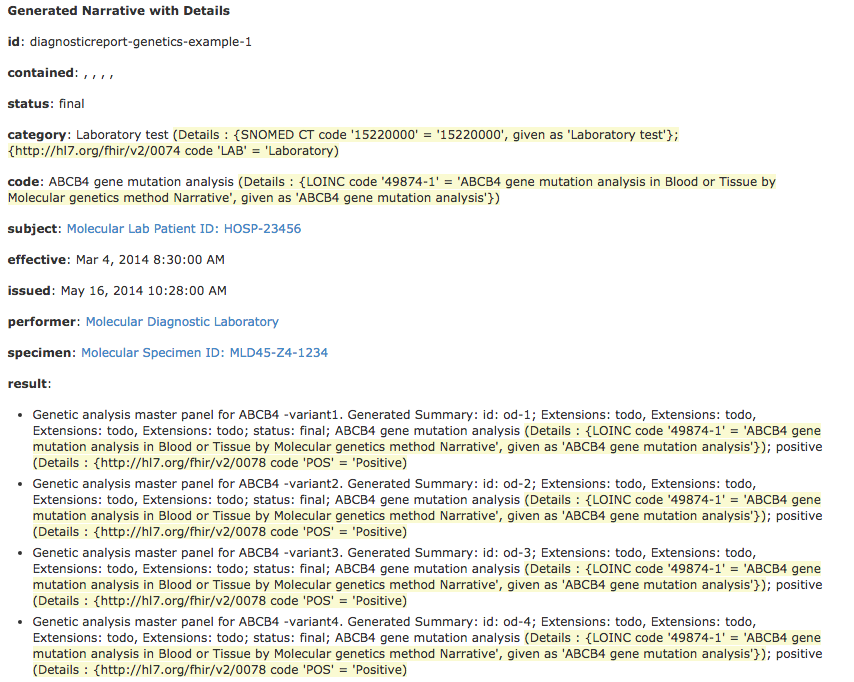 Generated Narrative with Details
id: diagnosticreport-genetics-example-1
contained: , , , ,
status: final
category: Laboratory test (Details : {SNOMED CT code '15220000' = '15220000', given as 'Laboratory test'};
{http://hl7.org/fhir/v2/0074 code 'LAB' = 'Laboratory)
code: ABCB4 gene mutation analysis (Details : {LOINC code '49874-1' = 'ABCB4 gene mutation analysis in Blood or Tissue by
Molecular genetics method Narrative', given as 'ABCB4 gene mutation analysis'})
subject: Molecular Lab Patient ID: HOSP-23456
effective: Mar 4, 2014 8:30:00 AM
issued: May 16, 2014 10:28:00 AM
performer: Molecular Diagnostic Laboratory
specimen: Molecular Specimen ID: MLD45-Z4-1234
result:
• Genetic analysis master panel for ABCB4 -variant1. Generated Summary: id: od-1; Extensions: todo, Extensions: todo,
Extensions: todo, Extensions: todo; status: final; ABCB4 gene mutation analysis (Details : {LOINC code '49874-1' = 'ABCB4 gene
mutation analysis in Blood or Tissue by Molecular genetics method Narrative', given as 'ABCB4 gene mutation analysis'}); positive
(Details : {http://hl7.org/fhir/v2/0078 code 'POS' = 'Positive)
• Genetic analysis master panel for ABCB4 -variant2. Generated Summary: id: od-2; Extensions: todo, Extensions: todo,
Extensions: todo, Extensions: todo; status: final; ABCB4 gene mutation analysis (Details : {LOINC code '49874-1' = 'ABCB4 gene
mutation analysis in Blood or Tissue by Molecular genetics method Narrative', given as 'ABCB4 gene mutation analysis'}); positive
(Details : {http://hl7.org/fhir/v2/0078 code 'POS' = 'Positive)
• Genetic analysis master panel for ABCB4 -variant3. Generated Summary: id: od-3; Extensions: todo, Extensions: todo,
Extensions: todo, Extensions: todo; status: final; ABCB4 gene mutation analysis (Details : {LOINC code '49874-1' = 'ABCB4 gene
mutation analysis in Blood or Tissue by Molecular genetics method Narrative', given as 'ABCB4 gene mutation analysis'}); positive
(Details : {http://hl7.org/fhir/v2/0078 code 'POS' = 'Positive)
• Genetic analysis master panel for ABCB4 -variant4. Generated Summary: id: od-4; Extensions: todo, Extensions: todo,
Extensions: todo, Extensions: todo; status: final; ABCB4 gene mutation analysis (Details : {LOINC code '49874-1' = 'ABCB4 gene
mutation analysis in Blood or Tissue by Molecular genetics method Narrative', given as 'ABCB4 gene mutation analysis'}); positive
(Details : {http://hl7.org/fhir/v2/0078 code 'POS' = 'Positive)